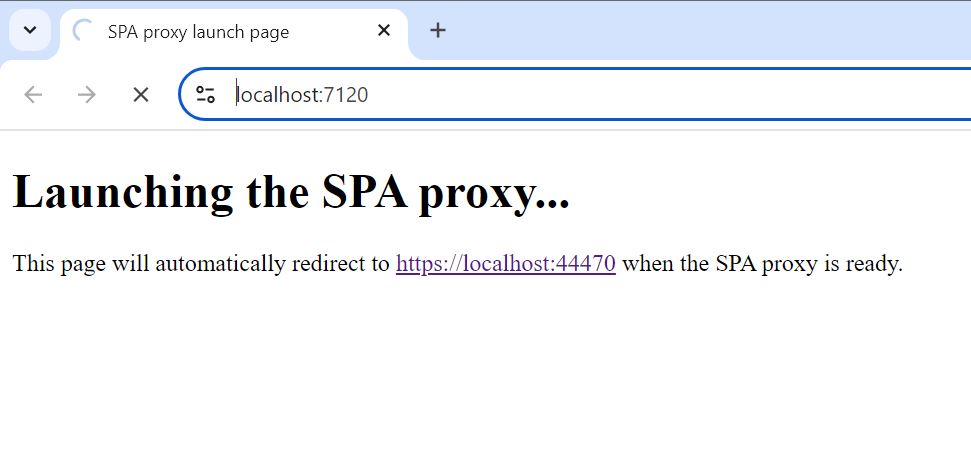 SPA proxy launch page
localhost:7120
Launching the SPA proxy...
This page will automatically redirect to https://localhost:44470 when the SPA proxy is ready.